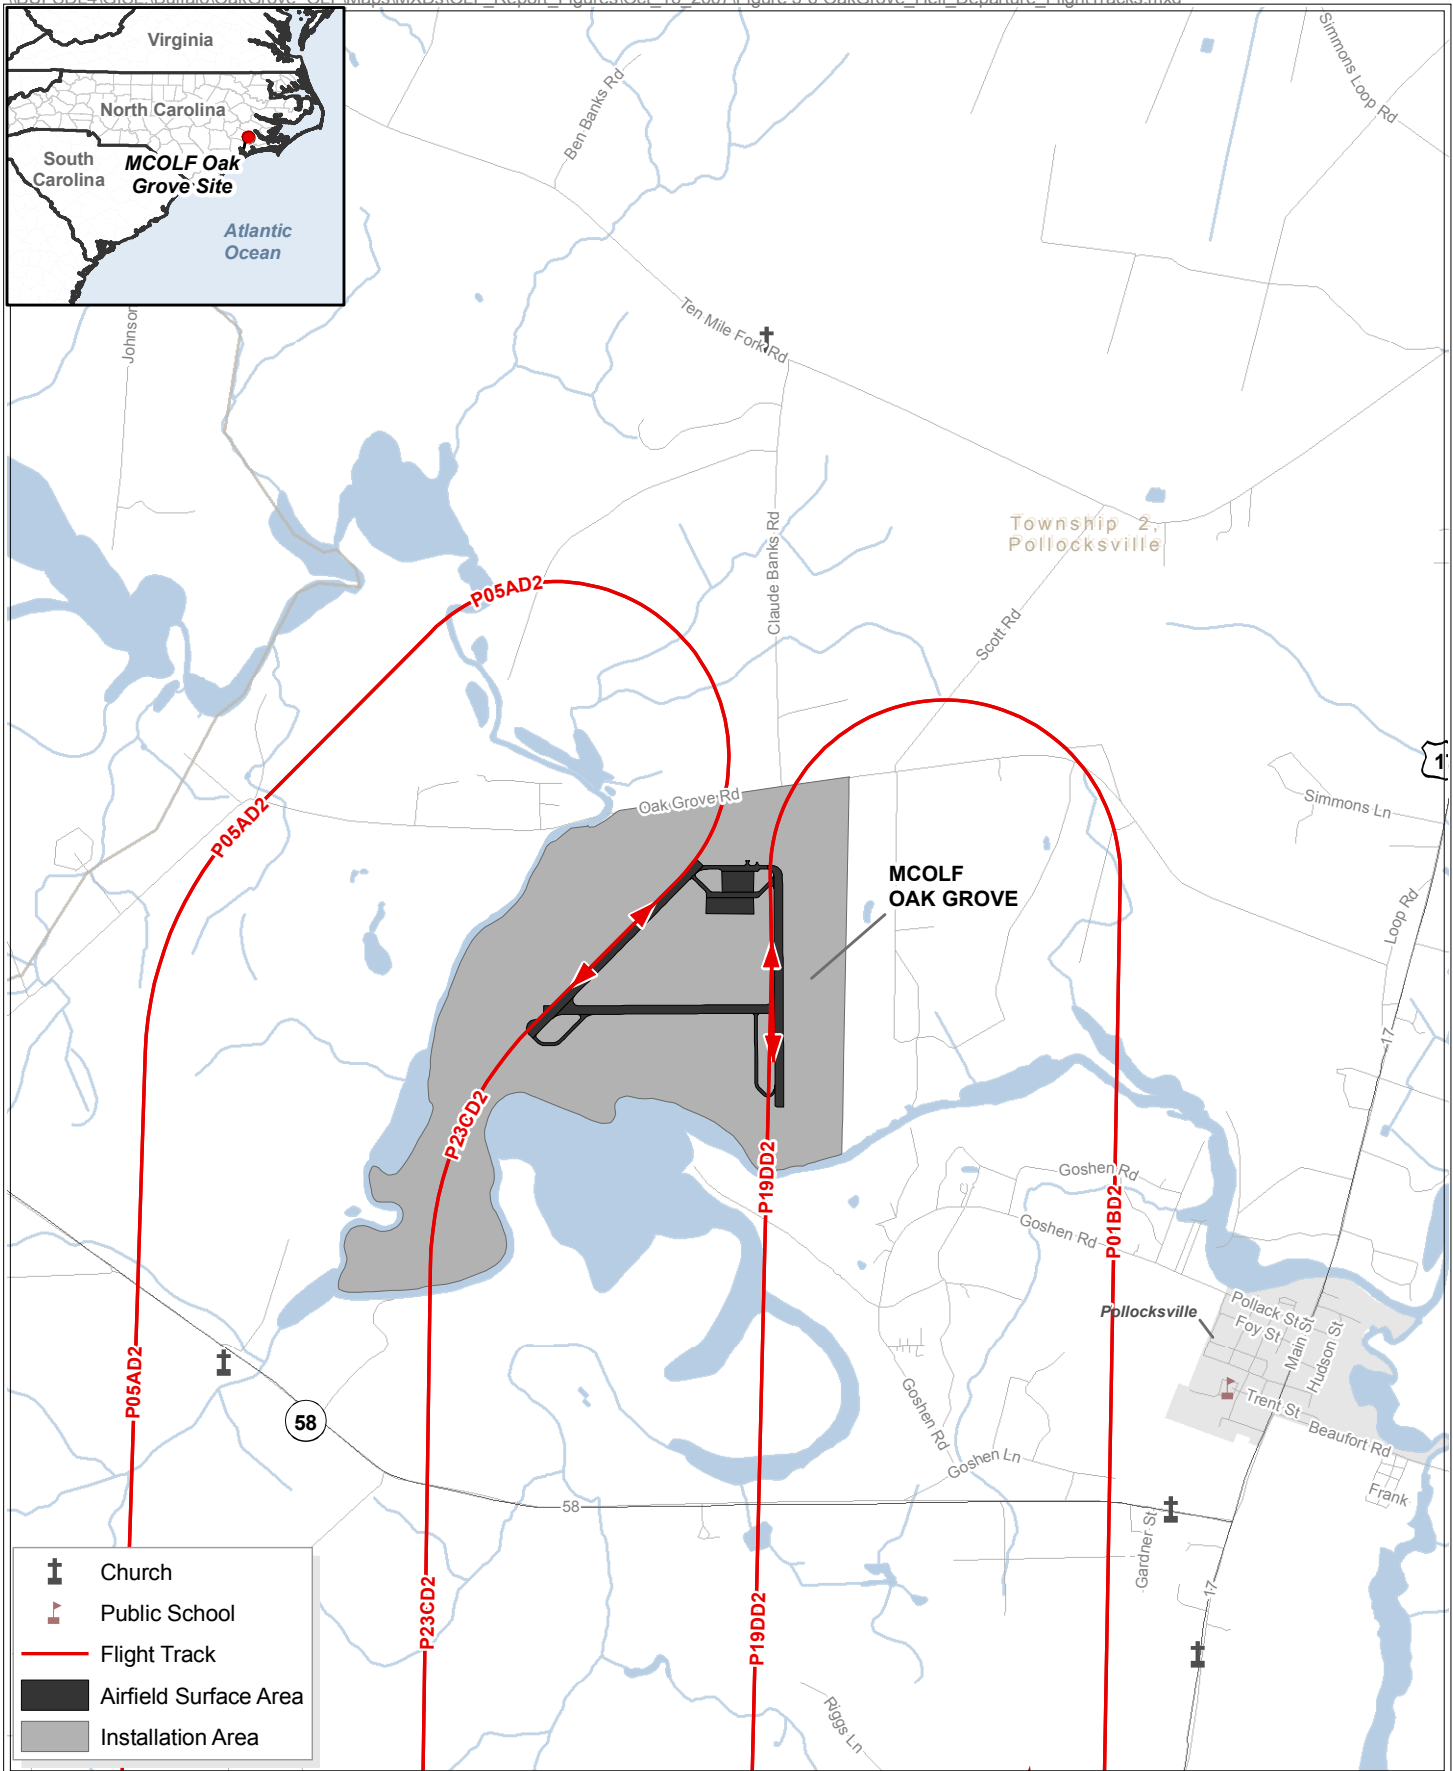 Virginia
North Carolina
South
Carolina
MCOLF Oak
Grove Site
Atlantic
Ocean
Simmons Loop Rd
Ben Banks Rd
Johnson
Ten Mile Fork Rd
Claude Banks Rd
Township 2,
Pollocksville
Scott Rd
P05AD2
P05AD2
17
Simmons Ln
Oak Grove Rd
MCOLF
OAK GROVE
Loop Rd
17
P23CD2
P19DD2
P01BD2
Goshen Rd
Goshen Rd
Pollocksville
Pollack St
Foy St
Main St
Hudson St
Trent St
Beaufort Rd
Frank
P05AD2
58
Goshen Rd
Goshen Ln
58
Gardner St
17
P23CD2
P19DD2
Riggs Ln
Church
Public School
Flight Track
Airfield Surface Area
Installation Area